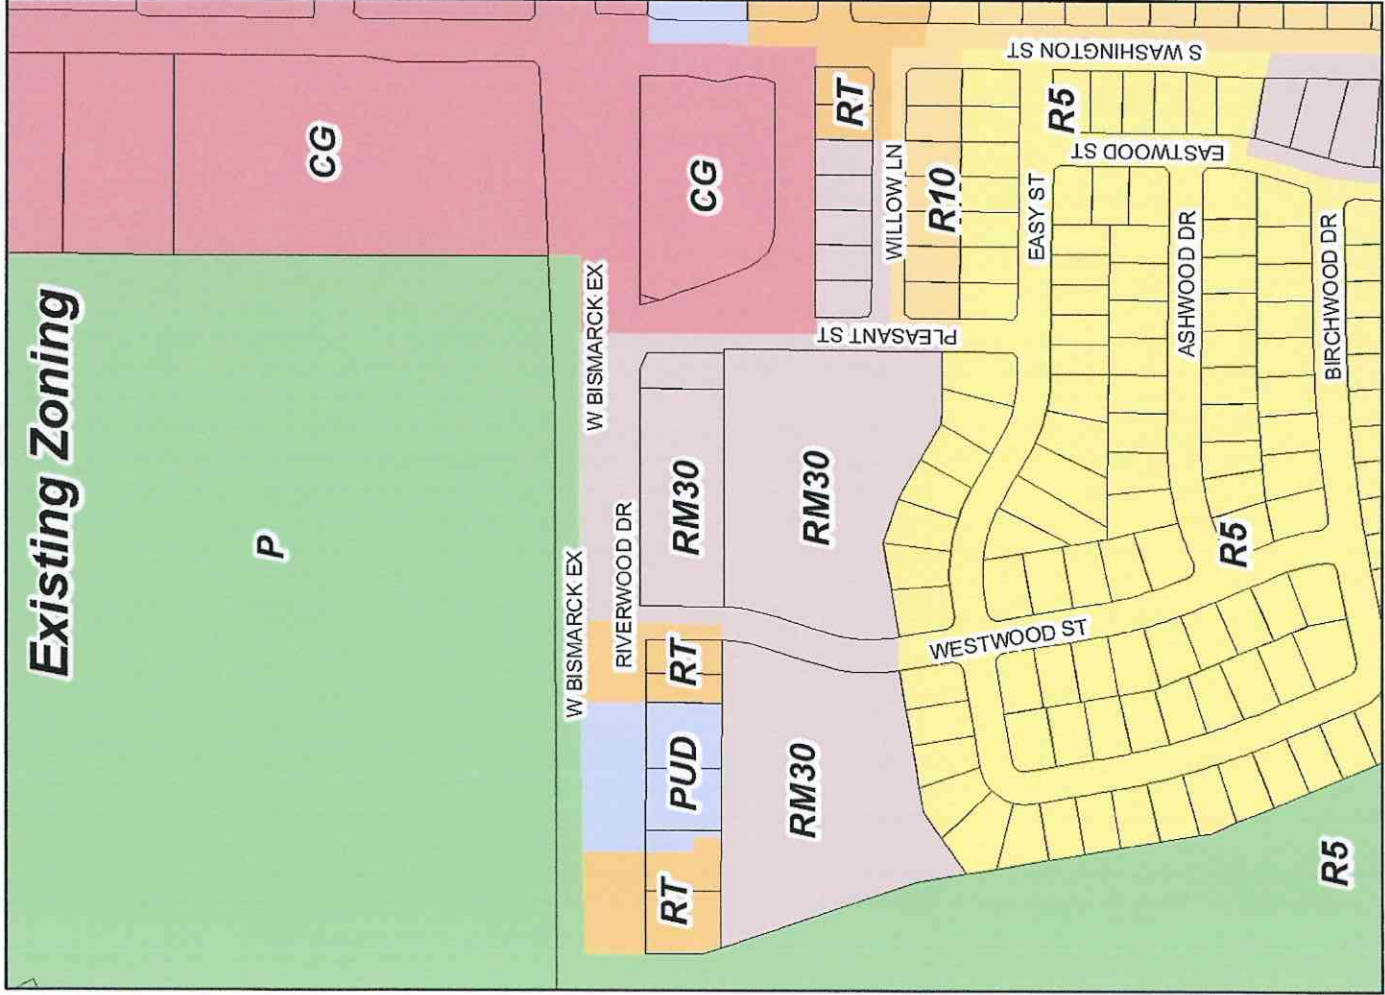 Existing Zoning
P
CG
CG
RT
R10
R5
S WASHINGTON ST
EASTWOOD ST
WILLOW LN
EASY ST
ASHWOOD DR
BIRCHWOOD DR
PLEASANT ST
W BISMARCK EX
W BISMARCK EX
RIVERWOOD DR
RM30
RM30
RT
PUD
RT
RM30
WESTWOOD ST
R5
R5